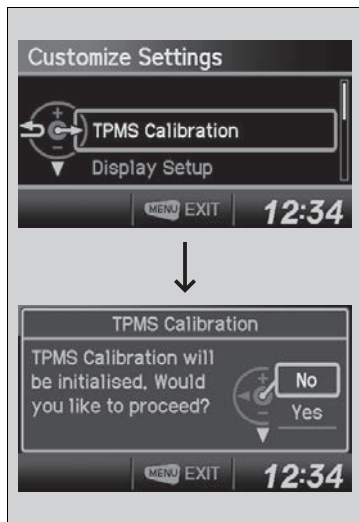 Customize Settings
+
TPMS Calibration
−
Display Setup
MENU EXIT 12:34
TPMS Calibration
TPMS Calibration will
be initialised. Would
you like to proceed?
+
No
−
Yes
MENU EXIT 12:34